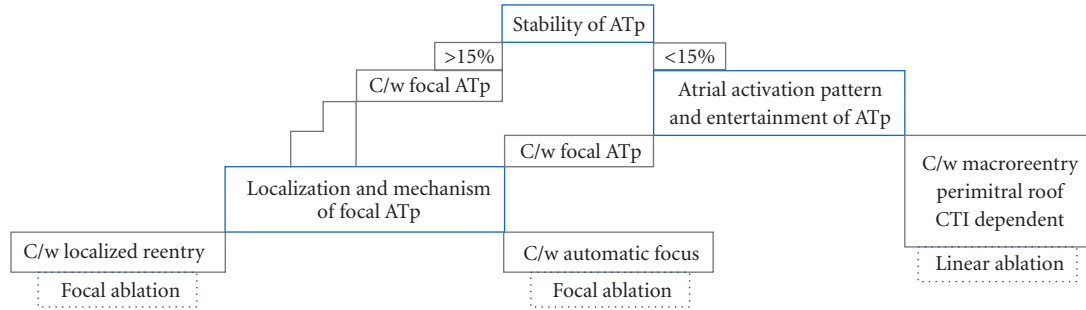 Stability of ATp
>15%
<15%
C/w focal ATp
Atrial activation pattern
and entertainment of ATp
C/w focal ATp
C/w macroreentry
perimitral roof
CTI dependent
Localization and mechanism
of focal ATp
C/w localized reentry
C/w automatic focus
Linear ablation
Focal ablation
Focal ablation